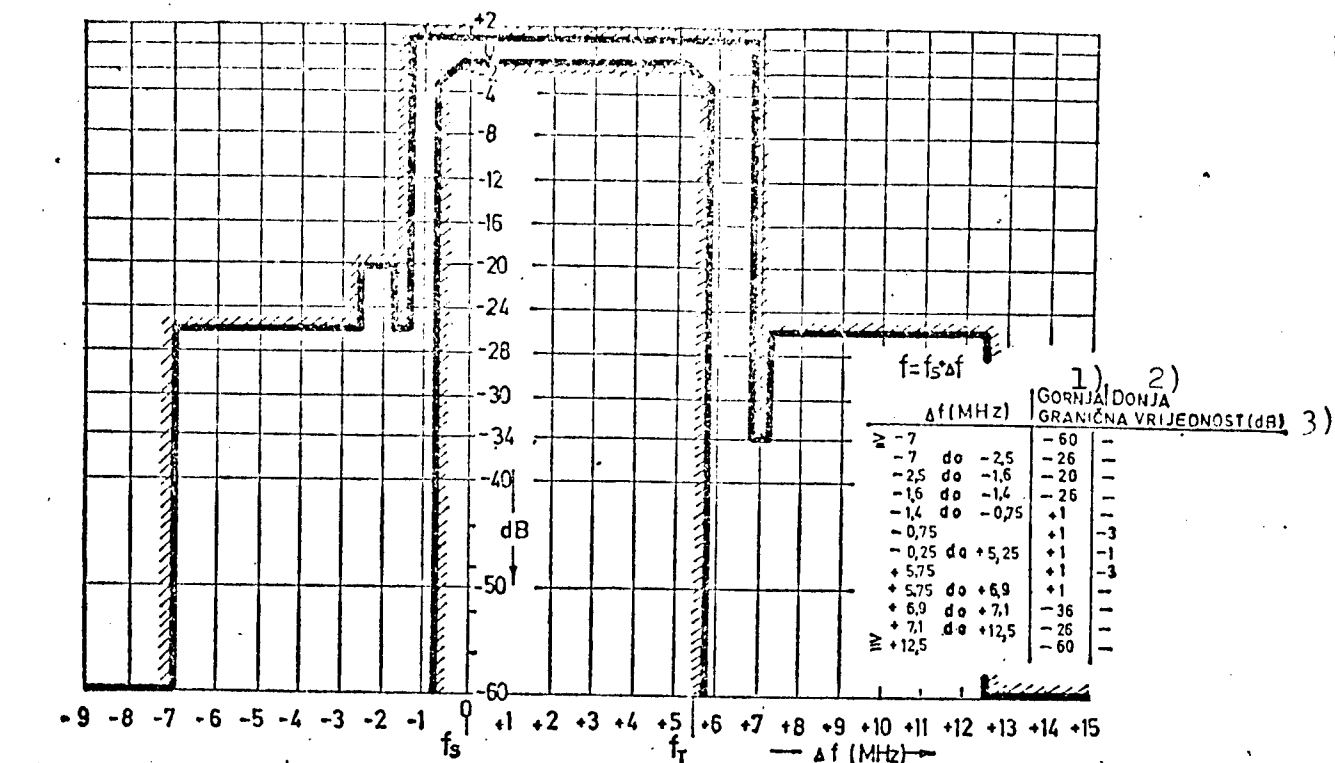 +2
0
-2
-4
-8
-12
-16
-20
-24
-28
-30
-34
-40
dB
-50
-60
f=fs+Δf
1) 2)
Δf(MHz) GORNJA DONJA
GRANIČNA VRIJEDNOST(dB) 3)
-7 -60 -
-7 do -2,5 -26 -
-2,5 do -1,6 -20 -
-1,6 do -1,4 -26 -
-1,4 do -0,75 +1 -
-0,75 +1 -3
-0,25 do +5,25 +1 -1
+5,75 +1 -3
+5,75 do +6,9 +1 -
+6,9 do +7,1 -36 -
+7,1 do +12,5 -26 -
+12,5 -60 -
-9 -8 -7 -6 -5 -4 -3 -2 -1 0 +1 +2 +3 +4 +5 +6 +7 +8 +9 +10 +11 +12 +13 +14 +15
fs fT Δf (MHz)